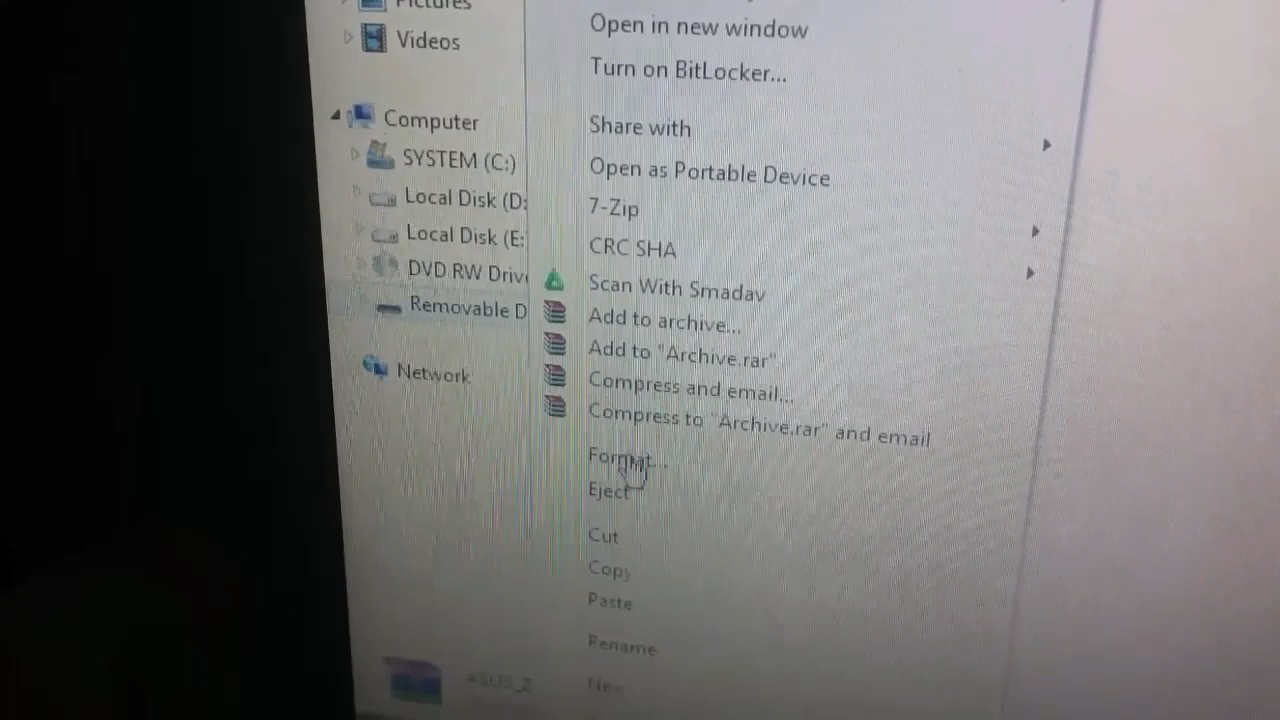 Pictures
Videos
Computer
SYSTEM (C:)
Local Disk (D:
Local Disk (E:
DVD RW Driv
Removable D
Network
ASUS_Z
Open in new window
Turn on BitLocker...
Share with
Open as Portable Device
7-Zip
CRC SHA
Scan With Smadav
Add to archive...
Add to "Archive.rar"
Compress and email...
Compress to "Archive.rar" and email
Format...
Eject
Cut
Copy
Paste
Rename